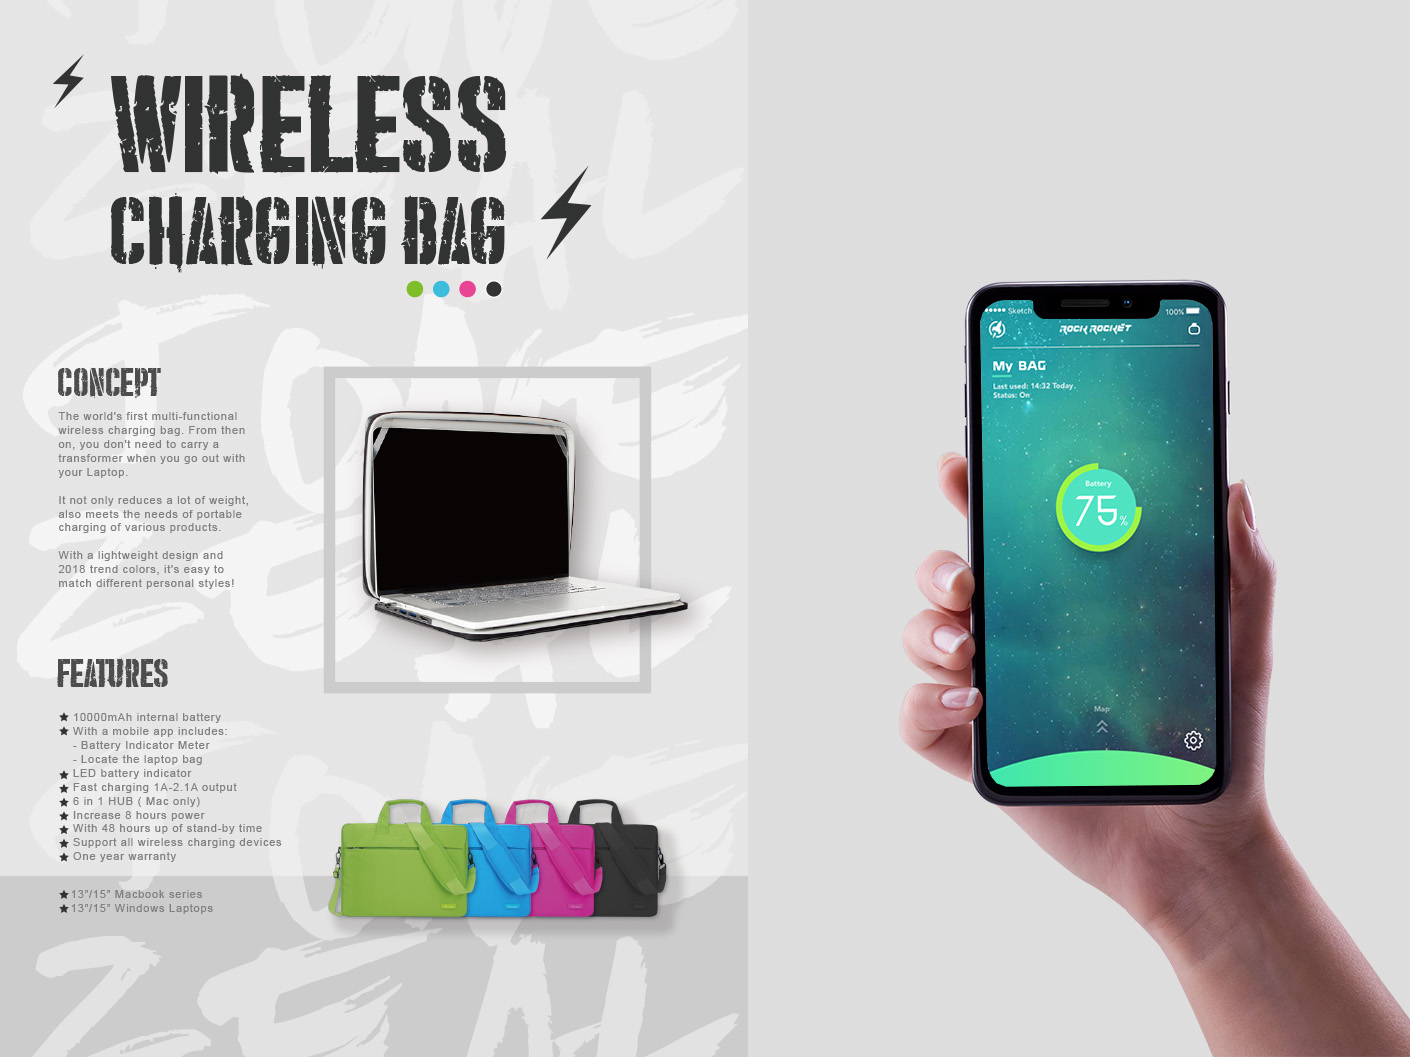 WIRELESS
CHARGING BAG
CONCEPT
The world's first multi-functional
wireless charging bag. From then
on, you don't need to carry a
transformer when you go out with
your Laptop.
It not only reduces a lot of weight,
also meets the needs of portable
charging of various products.
With a lightweight design and
2018 trend colors, it's easy to
match different personal styles!
FEATURES
★ 10000mAh internal battery
★ With a mobile app includes:
- Battery Indicator Meter
- Locate the laptop bag
★ LED battery indicator
★ Fast charging 1A-2.1A output
★ 6 in 1 HUB ( Mac only)
★ Increase 8 hours power
★ With 48 hours up of stand-by time
★ Support all wireless charging devices
★ One year warranty
★ 13"/15" Macbook series
★ 13"/15" Windows Laptops
Sketch 100%
ROCK ROCKET
My BAG
Last used: 14:32 Today.
Status: On
Battery
75%
Map